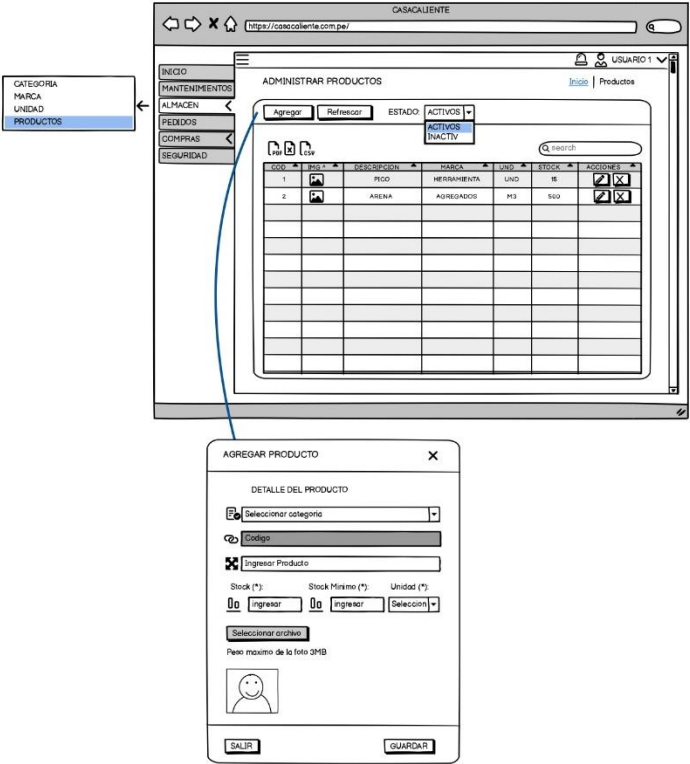 CASACALIENTE
https://casacaliente.com.pe/
USUARIO 1
CATEGORIA
MARCA
UNIDAD
PRODUCTOS
INICIO
MANTENIMIENTOS
ALMACEN
PEDIDOS
COMPRAS
SEGURIDAD
ADMINISTRAR PRODUCTOS
Inicio | Productos
Agregar Refrescar ESTADO: ACTIVOS
ACTIVOS
INACTIV
PDF X CSV search
COD IMG * DESCRIPCION MARCA UND STOCK ACCIONES
1 PICO HERRAMIENTA UND 15 X
2 ARENA AGREGADOS M3 500 X
AGREGAR PRODUCTO X
DETALLE DEL PRODUCTO
Seleccionar categoria
Codigo
Ingresar Producto
Stock (*): Stock Minimo (*): Unidad (*):
ingresar ingresar Seleccion
Seleccionar archivo
Peso maximo de la foto 3MB
SALIR GUARDAR